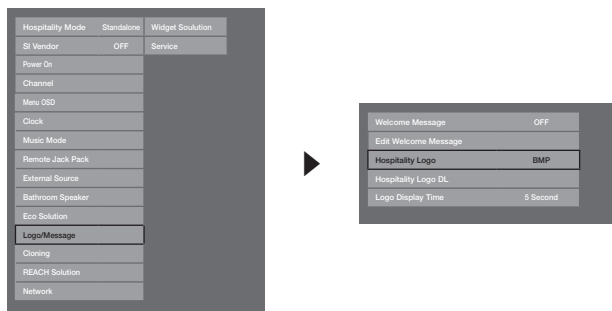 Hospitality Mode Standalone Widget Soulution
SI Vendor OFF Service
Power On
Channel
Menu OSD
Clock
Music Mode
Remote Jack Pack
External Source
Bathroom Speaker
Eco Solution
Logo/Message
Cloning
REACH Solution
Network
Welcome Message OFF
Edit Welcome Message
Hospitality Logo BMP
Hospitality Logo DL
Logo Display Time 5 Second